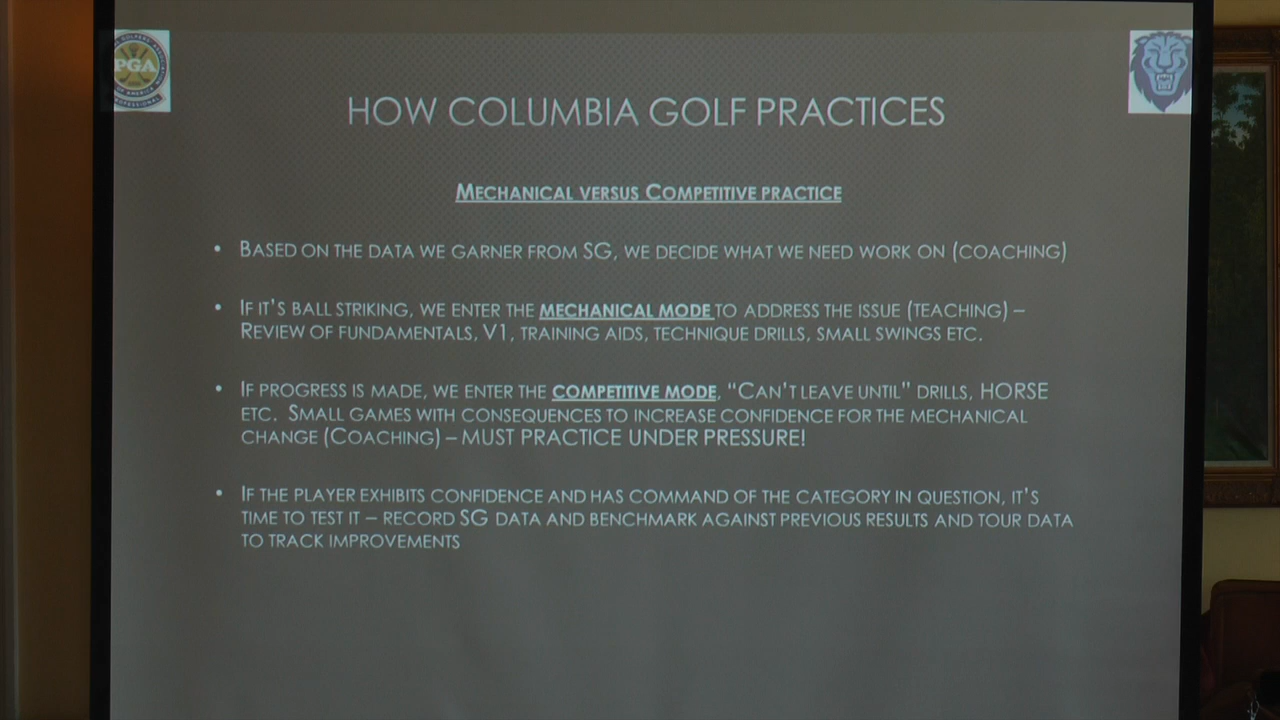 PGA
HOW COLUMBIA GOLF PRACTICES
MECHANICAL VERSUS COMPETITIVE PRACTICE
• BASED ON THE DATA WE GARNER FROM SG, WE DECIDE WHAT WE NEED WORK ON (COACHING)
• IF IT'S BALL STRIKING, WE ENTER THE MECHANICAL MODE TO ADDRESS THE ISSUE (TEACHING) –
REVIEW OF FUNDAMENTALS, V1, TRAINING AIDS, TECHNIQUE DRILLS, SMALL SWINGS ETC.
• IF PROGRESS IS MADE, WE ENTER THE COMPETITIVE MODE, “CAN'T LEAVE UNTIL” DRILLS, HORSE
ETC. SMALL GAMES WITH CONSEQUENCES TO INCREASE CONFIDENCE FOR THE MECHANICAL
CHANGE (COACHING) – MUST PRACTICE UNDER PRESSURE!
• IF THE PLAYER EXHIBITS CONFIDENCE AND HAS COMMAND OF THE CATEGORY IN QUESTION, IT'S
TIME TO TEST IT – RECORD SG DATA AND BENCHMARK AGAINST PREVIOUS RESULTS AND TOUR DATA
TO TRACK IMPROVEMENTS